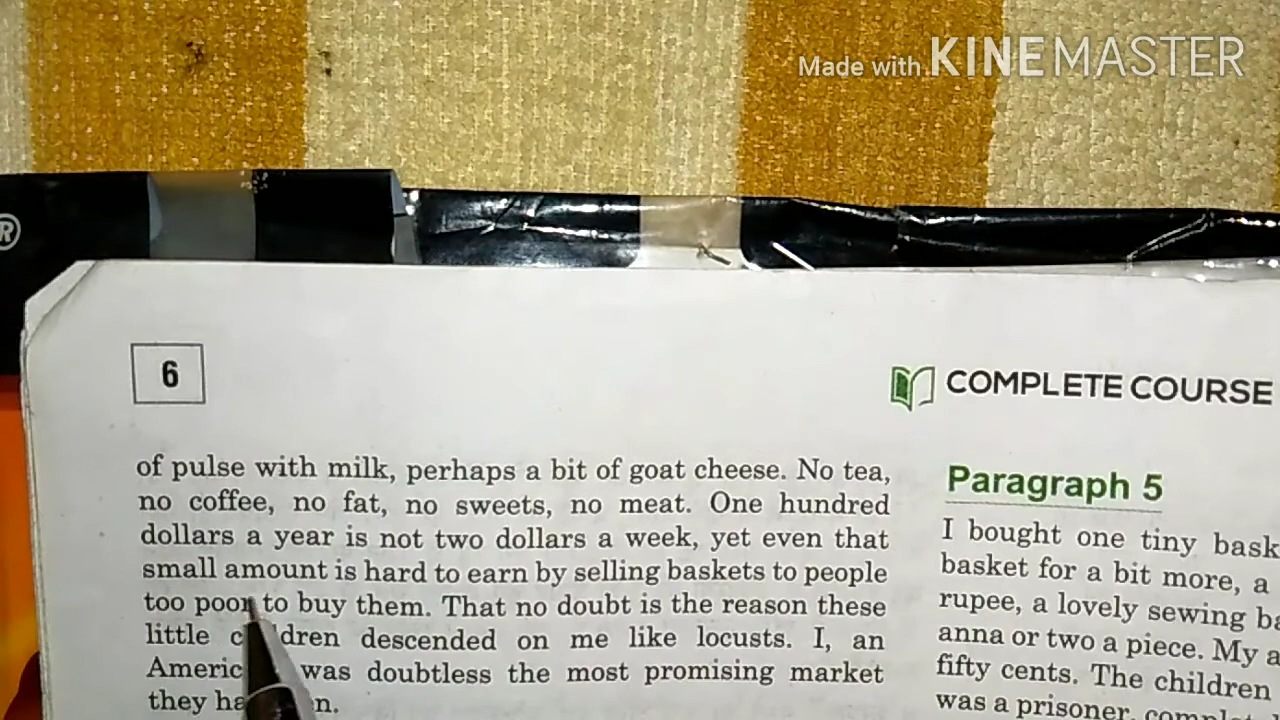 Made with KINEMASTER
®
6
COMPLETE COURSE
of pulse with milk, perhaps a bit of goat cheese. No tea,
no coffee, no fat, no sweets, no meat. One hundred
dollars a year is not two dollars a week, yet even that
small amount is hard to earn by selling baskets to people
too poor to buy them. That no doubt is the reason these
little descended on me like locusts. I, an
was doubtless the most promising market
they
Paragraph 5
I bought one tiny
basket for a bit more, a
rupee, a lovely sewing
anna or two a piece. My
fifty cents. The children
was a prisoner,